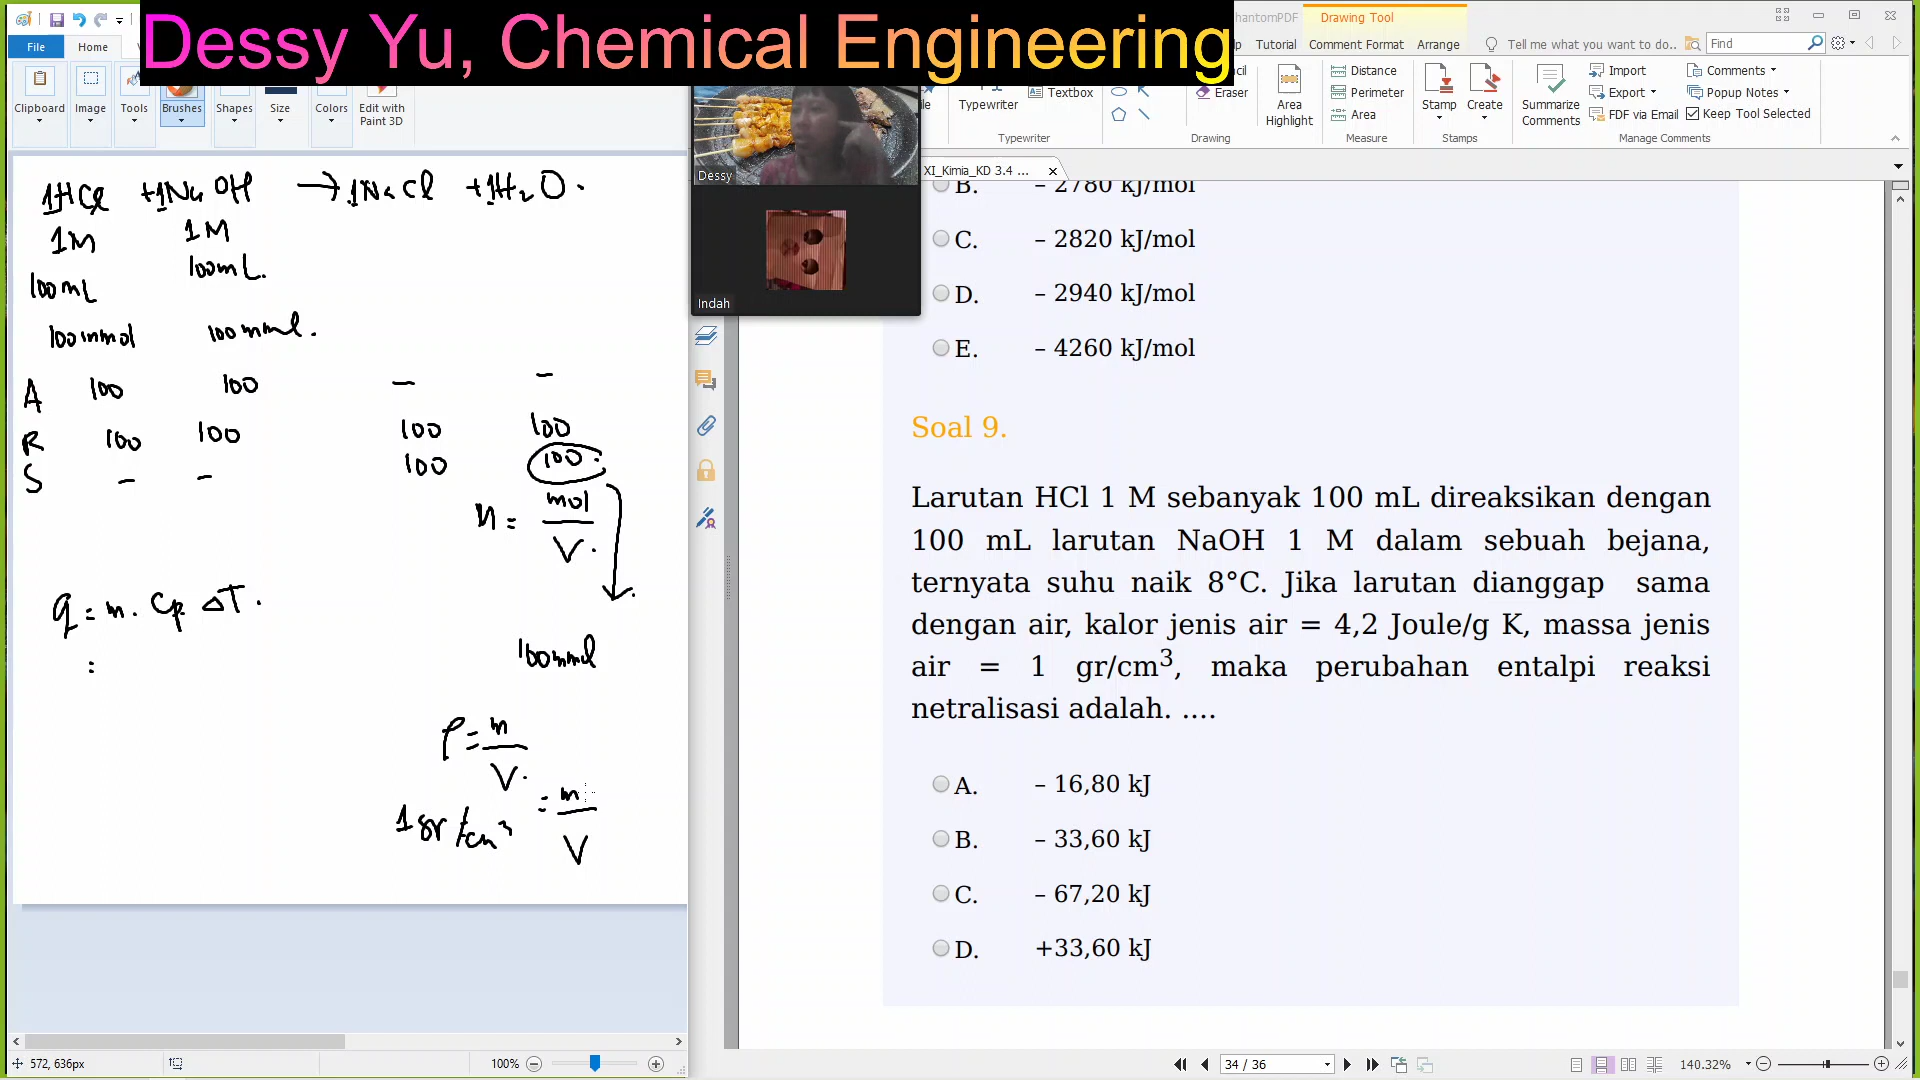 Dessy Yu, Chemical Engineering
hantomPDF
Drawing Tool
File
Home
Tutorial
Comment Format
Arrange
Tell me what you want to do..
Find
Clipboard
Image
Tools
Brushes
Shapes
Size
Colors
Edit with
Paint 3D
Typewriter
Textbox
Eraser
Area
Highlight
Distance
Perimeter
Area
Stamp
Create
Summarize
Comments
Import
Export
FDF via Email
Comments
Popup Notes
Keep Tool Selected
Typewriter
Drawing
Measure
Stamps
Manage Comments
Dessy
Indah
XI_Kimia_KD 3.4 ...
1HCl + 1NaOH → 1NaCl + 1H2O.
1M 1M
100mL 100mL.
100mmol 100mmol.
A 100 100 – –
R 100 100 100 100
S – – 100 100.
M = mol
V.
q = m. Cp. ΔT.
=
100mmol
ρ = m
V.
1 gr/cm3 = m
V
B. – 2780 kJ/mol
C. – 2820 kJ/mol
D. – 2940 kJ/mol
E. – 4260 kJ/mol
Soal 9.
Larutan HCl 1 M sebanyak 100 mL direaksikan dengan
100 mL larutan NaOH 1 M dalam sebuah bejana,
ternyata suhu naik 8°C. Jika larutan dianggap sama
dengan air, kalor jenis air = 4,2 Joule/g K, massa jenis
air = 1 gr/cm3, maka perubahan entalpi reaksi
netralisasi adalah. ....
A. – 16,80 kJ
B. – 33,60 kJ
C. – 67,20 kJ
D. +33,60 kJ
572, 636px
100%
34 / 36
140.32%